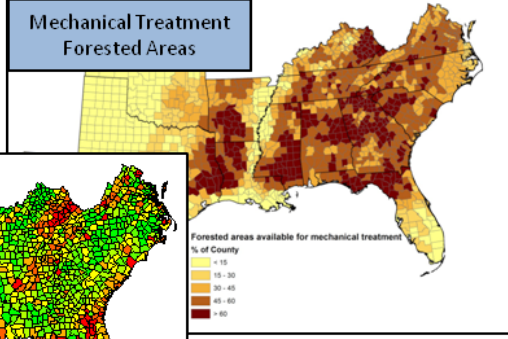 Mechanical Treatment
Forested Areas
Forested areas available for mechanical treatment
% of County
< 15
15 - 30
30 - 45
45 - 60
> 60